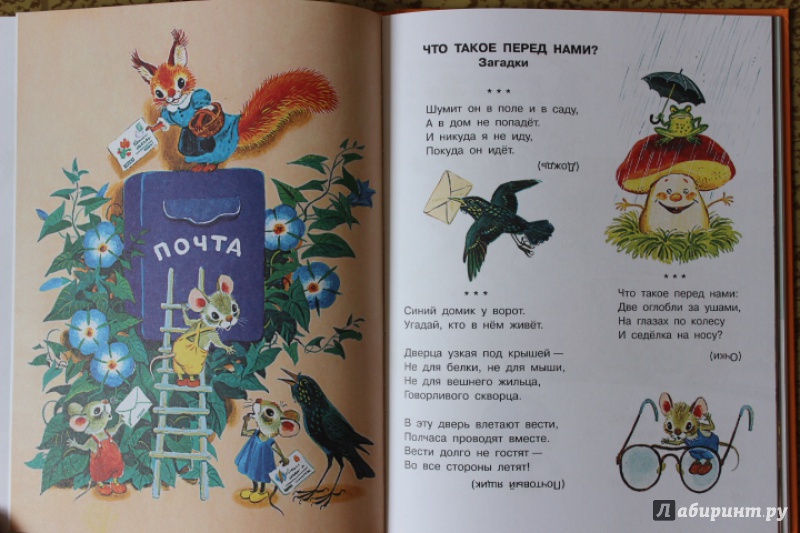 ПОЧТА
ЧТО ТАКОЕ ПЕРЕД НАМИ?
Загадки
* * *
Шумит он в поле и в саду,
А в дом не попадёт.
И никуда я не иду,
Покуда он идёт.
(Дождь)
* * *
Синий домик у ворот.
Угадай, кто в нём живёт.
Дверца узкая под крышей —
Не для белки, не для мыши,
Не для вешнего жильца,
Говорливого скворца.
В эту дверь влетают вести,
Полчаса проводят вместе.
Вести долго не гостят —
Во все стороны летят!
(Почтовый ящик)
* * *
Что такое перед нами:
Две оглобли за ушами,
На глазах по колесу
И седёлка на носу?
(Очки)
Лабиринт.ру